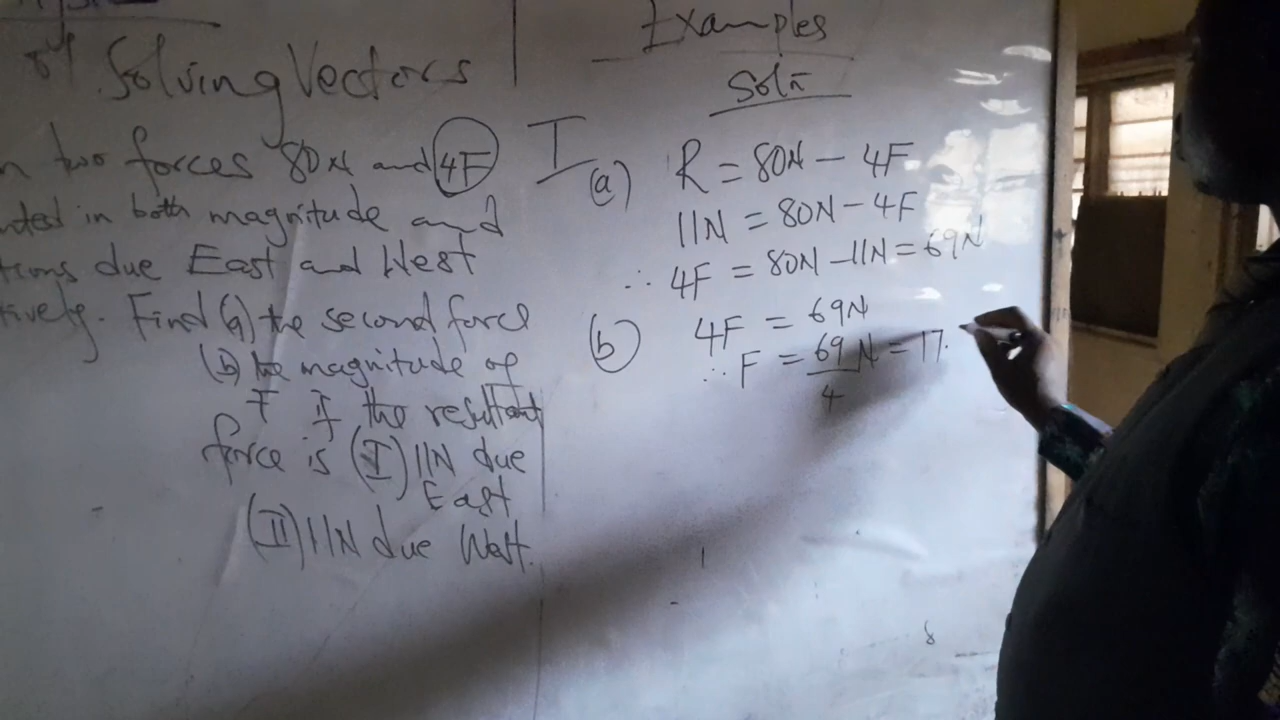 of Solving Vectors
two forces 80N and 4F
in both magnitude and
due East and West
Find (a) the second force
(b) the magnitude of
F if the resultant
force is (I) 11N due
East
(II) 11N due West.
Examples
Soln
I
(a) R = 80N - 4F
11N = 80N - 4F
∴ 4F = 80N - 11N = 69N
(b) 4F = 69N
∴ F = 69N/4 = 17.